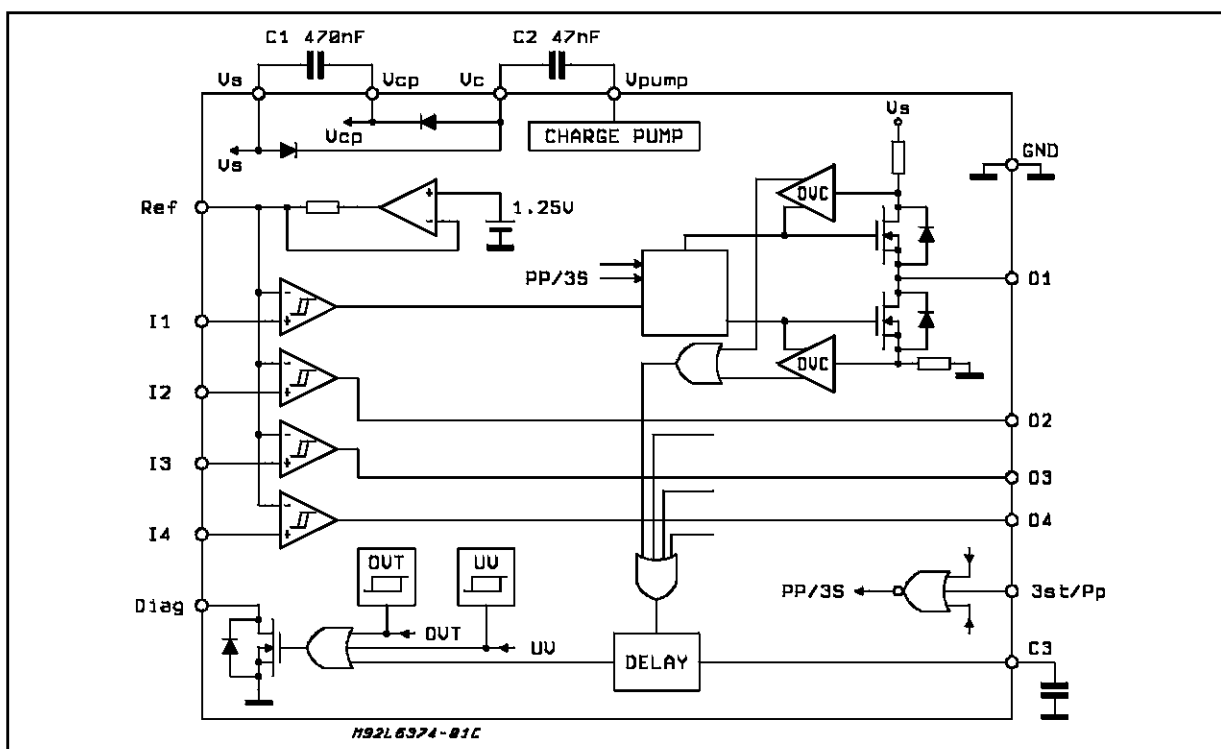 C1 470nF
C2 47nF
Vs
Vcp
Vc
Vpump
Vs
Vcp
CHARGE PUMP
Vs
GND
Ref
1.25V
OVC
PP/3S
O1
I1
OVC
I2
O2
I3
O3
I4
O4
OVT
UV
PP/3S
3st/Pp
Diag
OVT
UV
DELAY
C3
M92L6374-01C